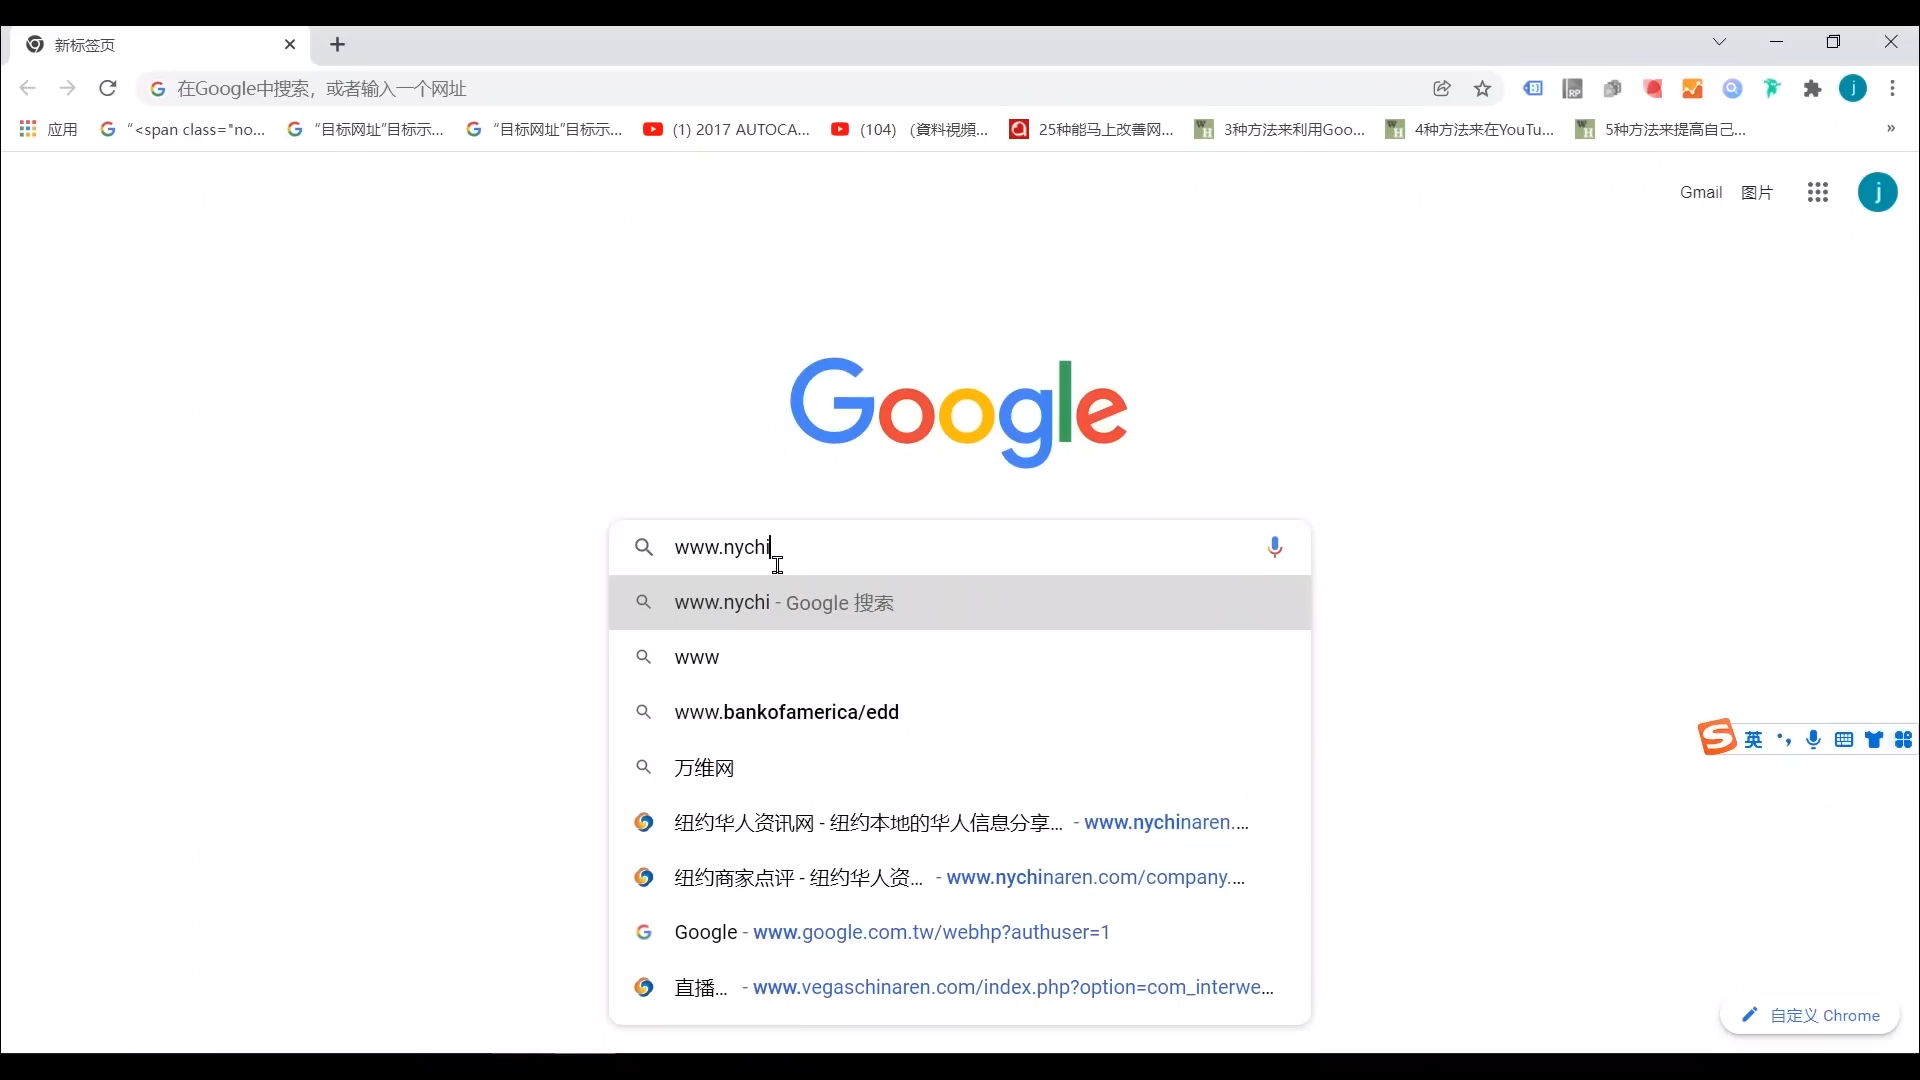 新标签页
在Google中搜索，或者输入一个网址
j
应用
“<span class="no...
“目标网址”目标示...
“目标网址”目标示...
(1) 2017 AUTOCA...
(104) （資料視頻...
25种能马上改善网...
3种方法来利用Goo...
4种方法来在YouTu...
5种方法来提高自己...
»
Gmail
图片
j
Google
www.nychi
www.nychi - Google 搜索
www
www.bankofamerica/edd
万维网
纽约华人资讯网 - 纽约本地的华人信息分享... - www.nychinaren....
纽约商家点评 - 纽约华人资... - www.nychinaren.com/company....
Google - www.google.com.tw/webhp?authuser=1
直播... - www.vegaschinaren.com/index.php?option=com_interwe...
S 英
自定义 Chrome